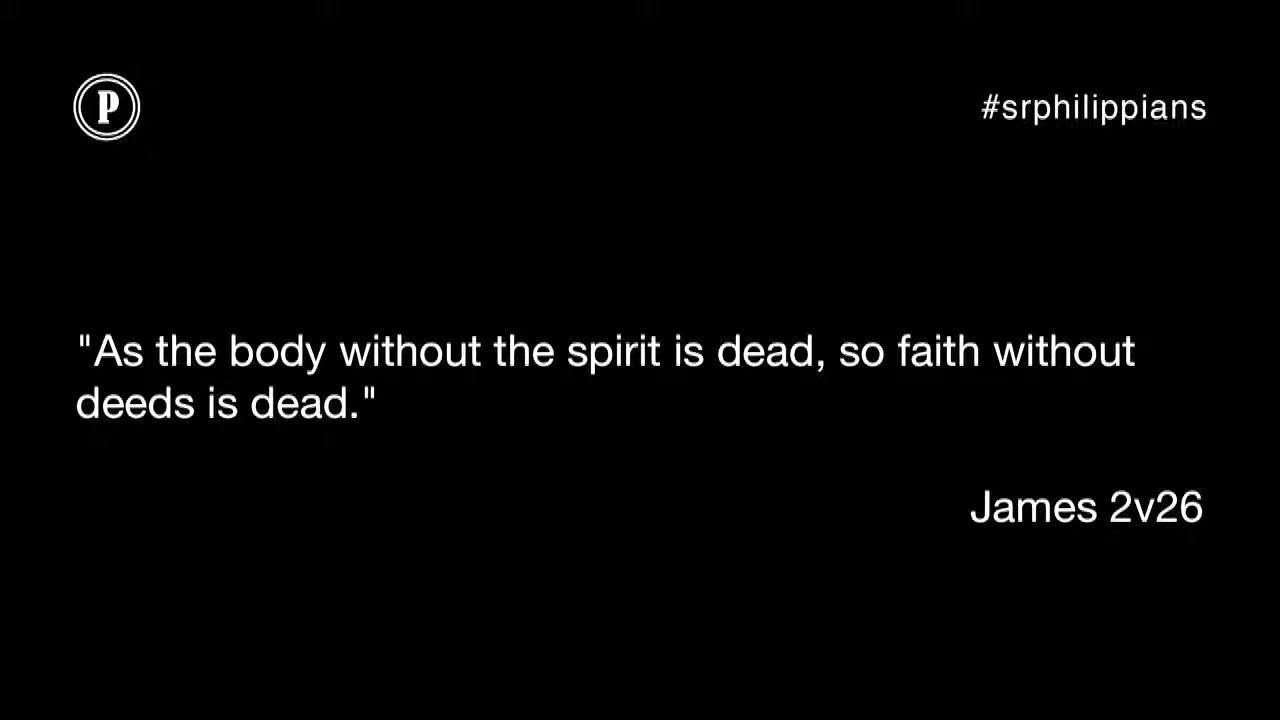 P
#srphilippians
"As the body without the spirit is dead, so faith without
deeds is dead."
James 2v26